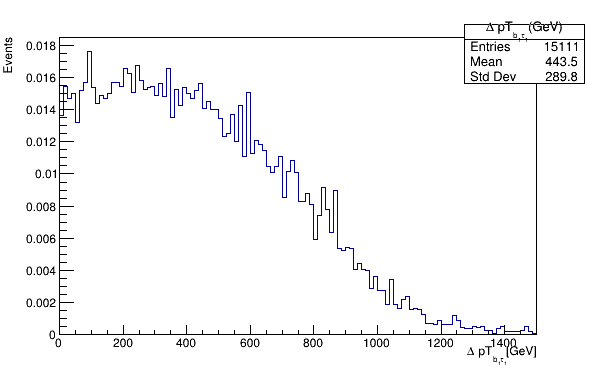 Δ pT b₁τ₁ (GeV)
Entries 15111
Mean 443.5
Std Dev 289.8
Events
0.018
0.016
0.014
0.012
0.01
0.008
0.006
0.004
0.002
0
0 200 400 600 800 1000 1200 1400
Δ pT b₁τ₁ [GeV]